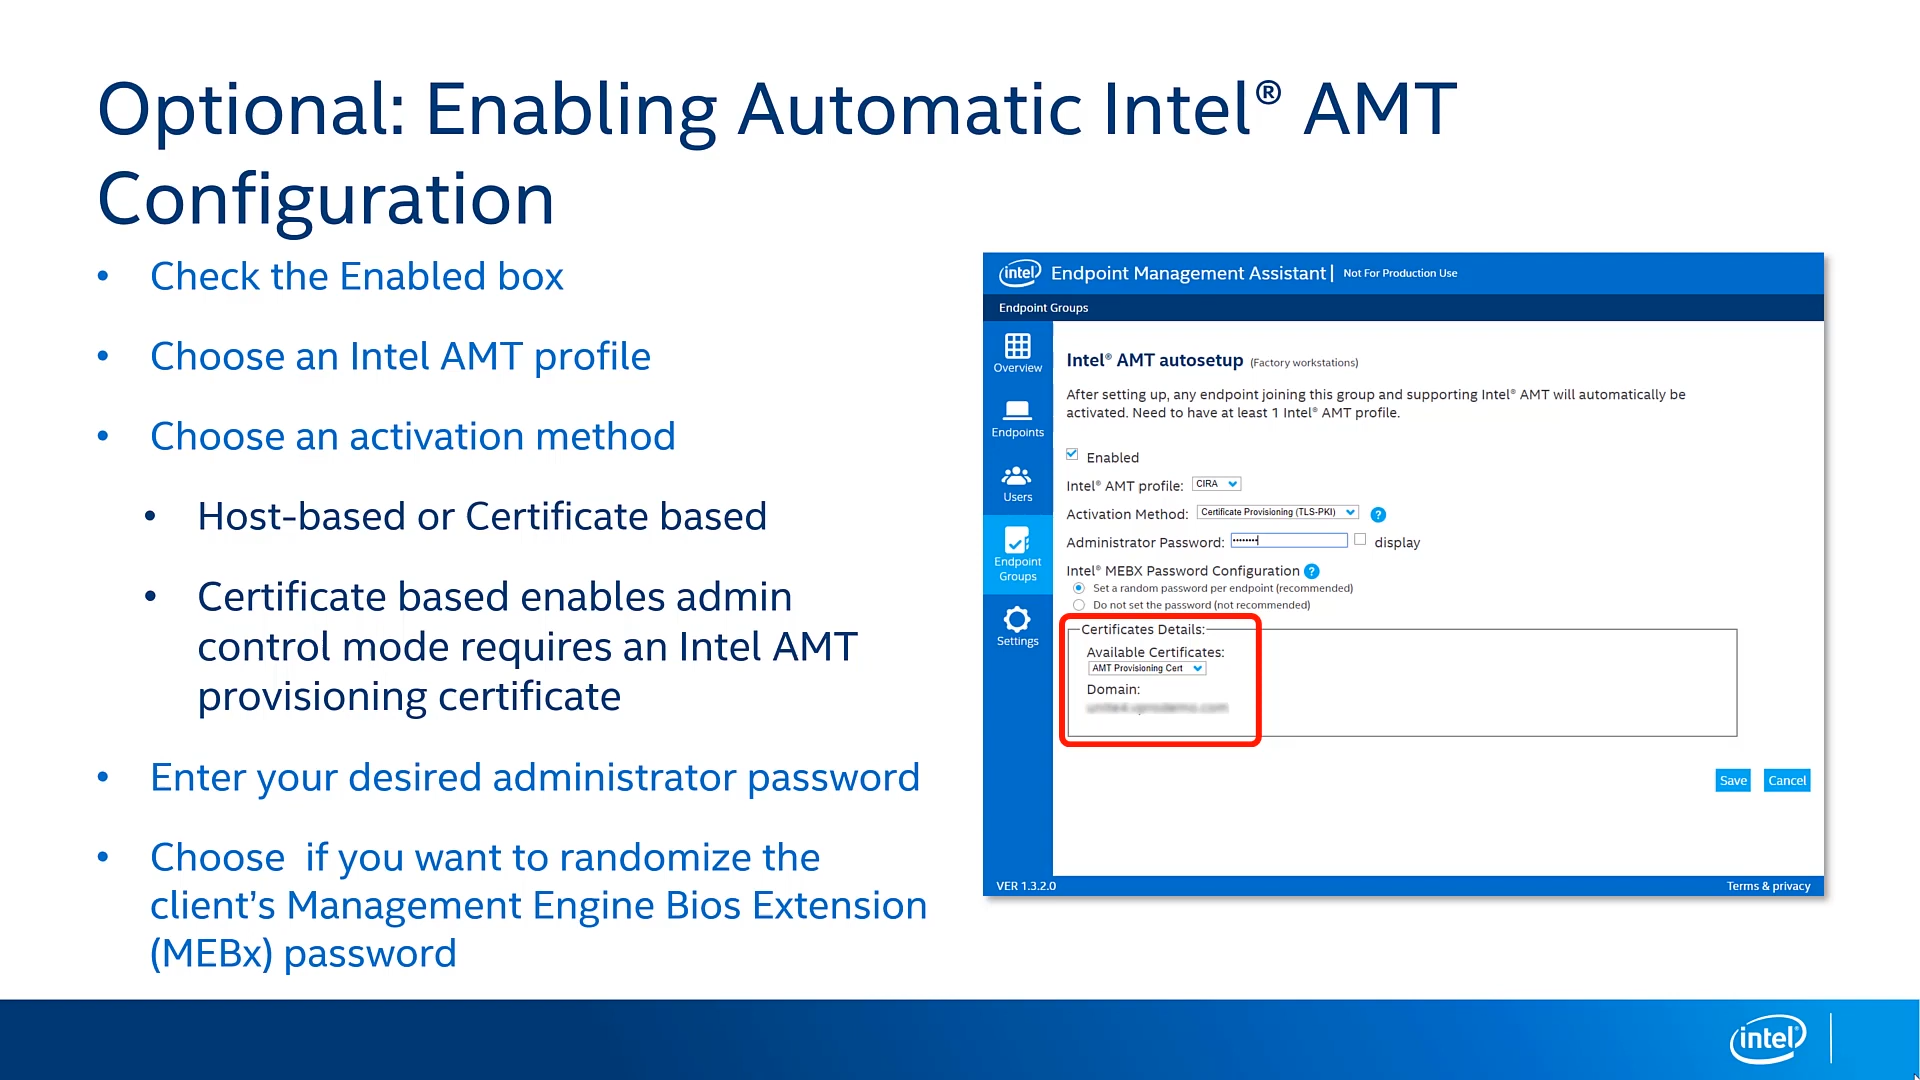 Optional: Enabling Automatic Intel® AMT
Configuration
• Check the Enabled box
• Choose an Intel AMT profile
• Choose an activation method
• Host-based or Certificate based
• Certificate based enables admin
control mode requires an Intel AMT
provisioning certificate
• Enter your desired administrator password
• Choose  if you want to randomize the
client’s Management Engine Bios Extension
(MEBx) password
intel Endpoint Management Assistant | Not For Production Use
Endpoint Groups
Overview
Endpoints
Users
Endpoint
Groups
Settings
Intel® AMT autosetup (Factory workstations)
After setting up, any endpoint joining this group and supporting Intel® AMT will automatically be
activated. Need to have at least 1 Intel® AMT profile.
Enabled
Intel® AMT profile: CIRA
Activation Method: Certificate Provisioning (TLS-PKI) ?
Administrator Password: •••••••• display
Intel® MEBX Password Configuration ?
Set a random password per endpoint (recommended)
Do not set the password (not recommended)
Certificates Details:
Available Certificates:
AMT Provisioning Cert
Domain:
Save Cancel
VER 1.3.2.0 Terms & privacy
intel